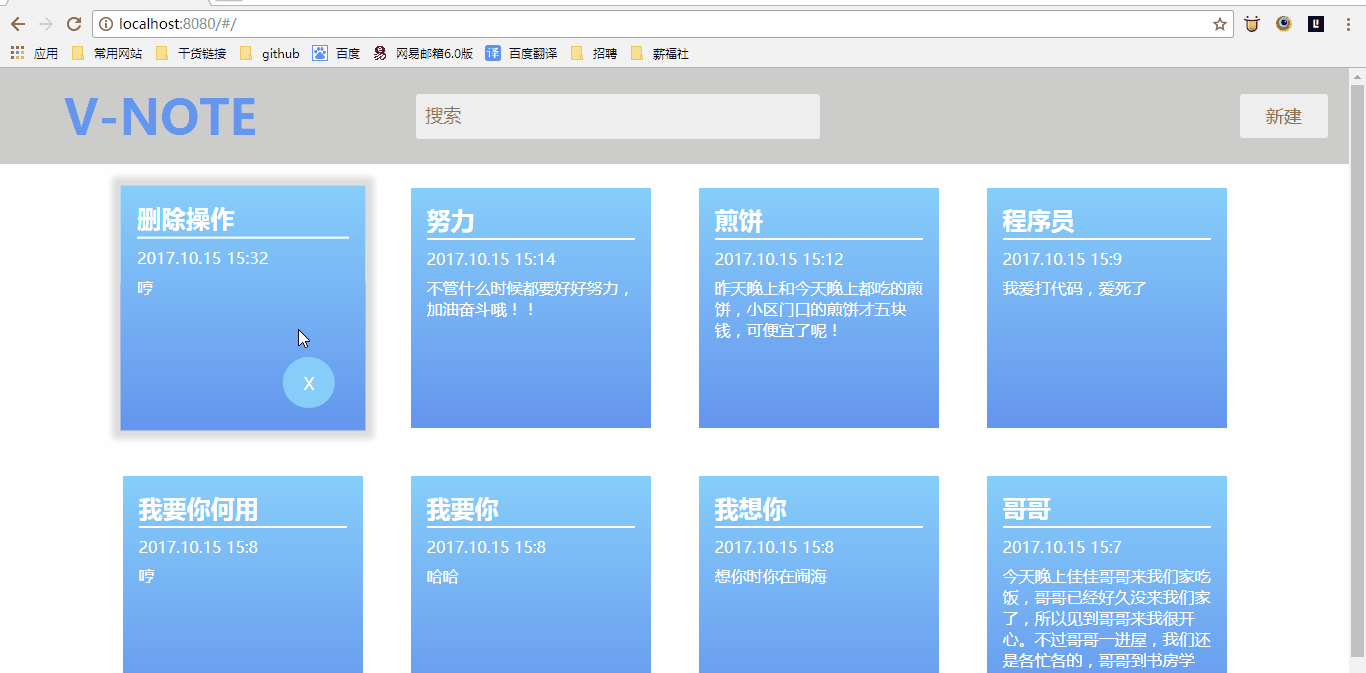 localhost:8080/#/
应用 常用网站 干货链接 github 百度 网易邮箱6.0版 译 百度翻译 招聘 薪福社
V-NOTE 搜索 新建
删除操作
2017.10.15 15:32
哼
X
努力
2017.10.15 15:14
不管什么时候都要好好努力，
加油奋斗哦！！
煎饼
2017.10.15 15:12
昨天晚上和今天晚上都吃的煎
饼，小区门口的煎饼才五块
钱，可便宜了呢！
程序员
2017.10.15 15:9
我爱打代码，爱死了
我要你何用
2017.10.15 15:8
哼
我要你
2017.10.15 15:8
哈哈
我想你
2017.10.15 15:8
想你时你在闹海
哥哥
2017.10.15 15:7
今天晚上佳佳哥哥来我们家吃
饭，哥哥已经好久没来我们家
了，所以见到哥哥来我很开
心。不过哥哥一进屋，我们还
是各忙各的，哥哥到书房学